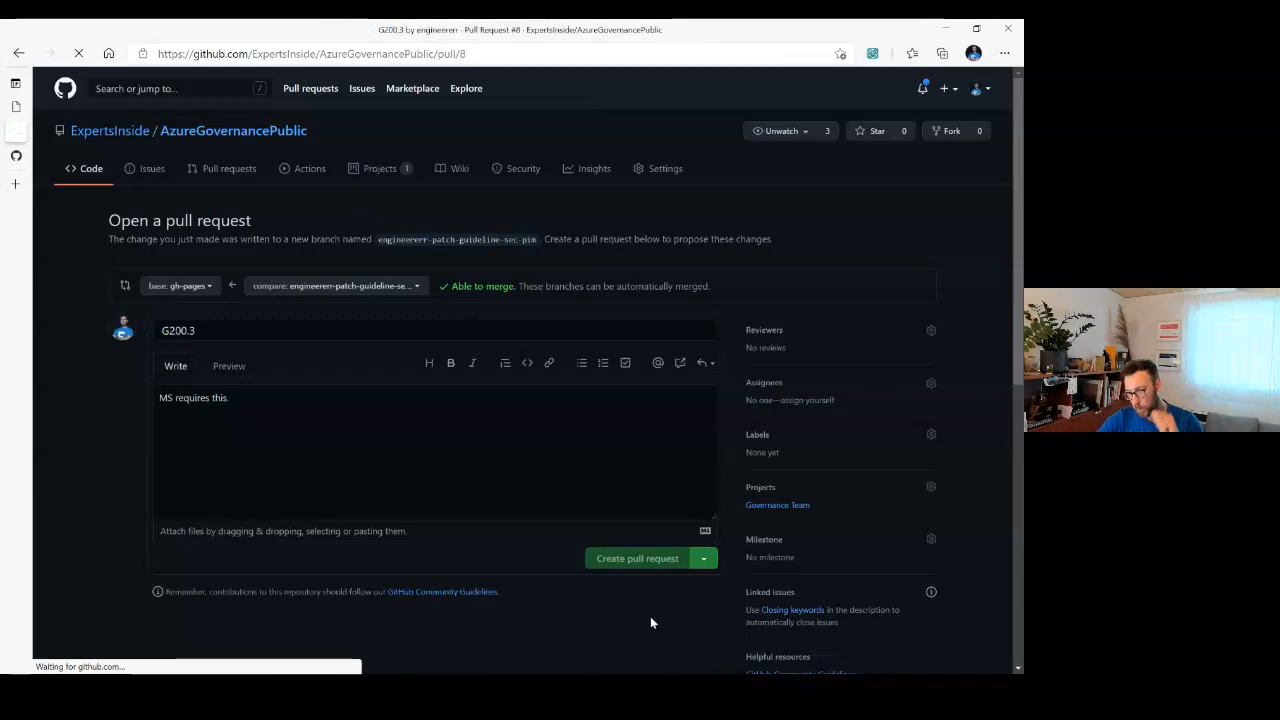 G200.3 by engineererr · Pull Request #8 · ExpertsInside/AzureGovernancePublic
https://github.com/ExpertsInside/AzureGovernancePublic/pull/8
Search or jump to... /
Pull requests Issues Marketplace Explore
ExpertsInside / AzureGovernancePublic
Unwatch 3 Star 0 Fork 0
Code Issues Pull requests Actions Projects 1 Wiki Security Insights Settings
Open a pull request
The change you just made was written to a new branch named engineererr-patch-guideline-sec-pim . Create a pull request below to propose these changes.
base: gh-pages compare: engineererr-patch-guideline-se... Able to merge. These branches can be automatically merged.
G200.3
Write Preview
MS requires this.
Attach files by dragging & dropping, selecting or pasting them.
Create pull request
Remember, contributions to this repository should follow our GitHub Community Guidelines.
Reviewers
No reviews
Assignees
No one—assign yourself
Labels
None yet
Projects
Governance Team
Milestone
No milestone
Linked issues
Use Closing keywords in the description to
automatically close issues
Helpful resources
GitHub Community Guidelines
Waiting for github.com...